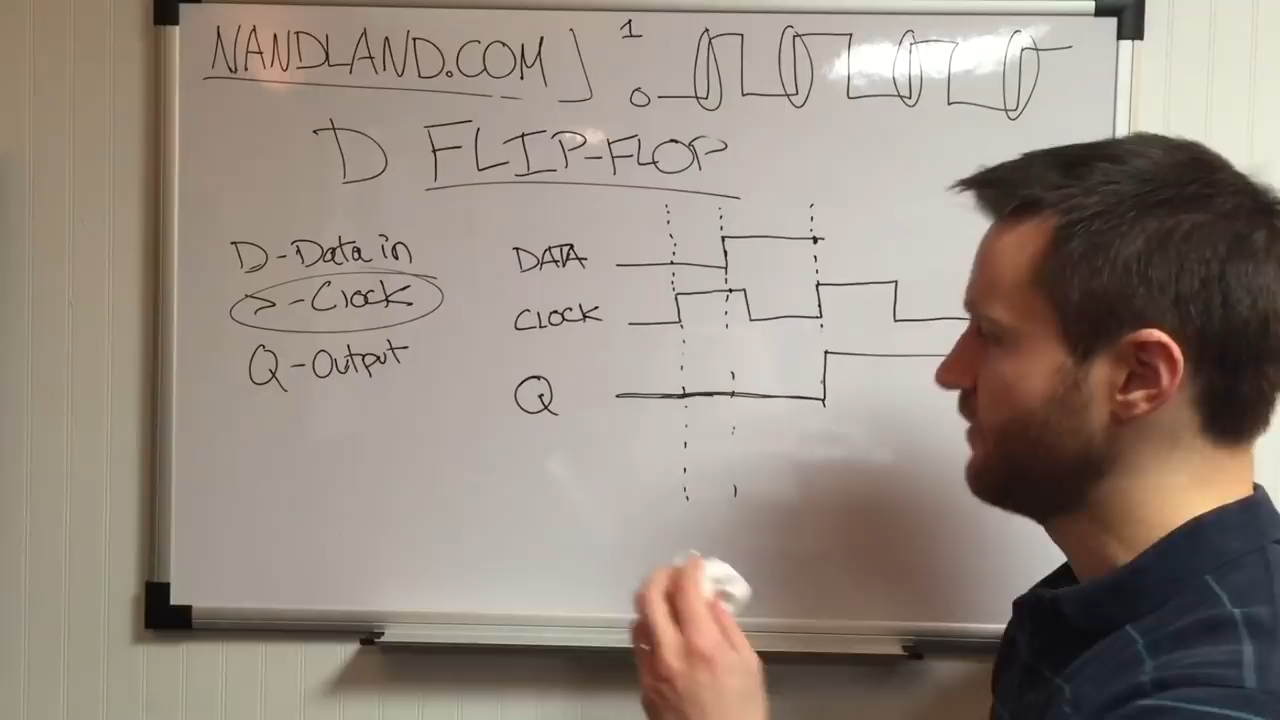 NANDLAND.COM
1
0
D FLIP-FLOP
D-Data in
>-Clock
Q-Output
DATA
CLOCK
Q